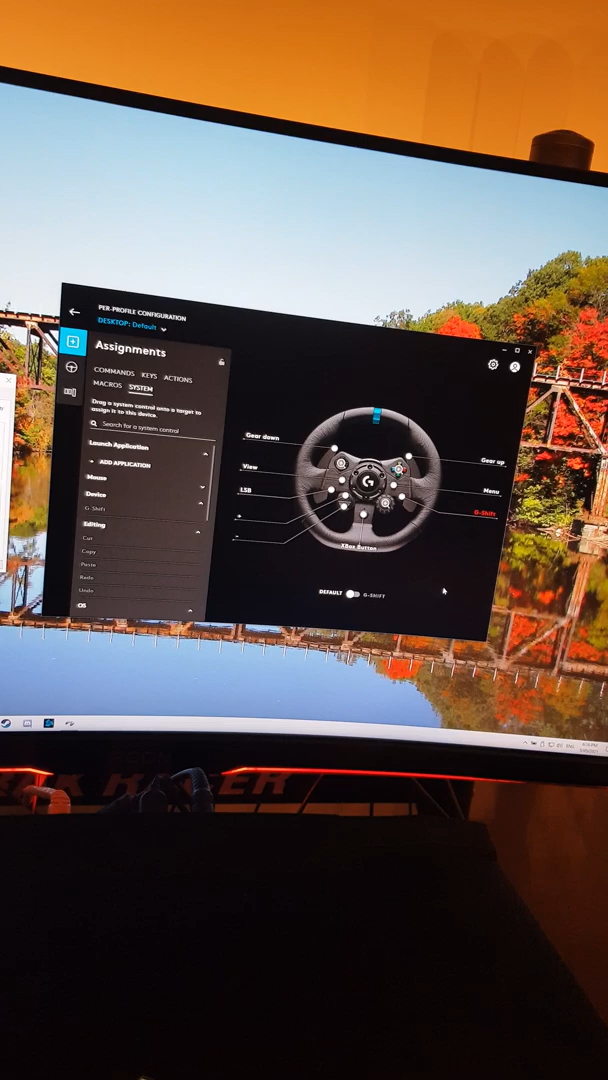 PER-PROFILE CONFIGURATION
DESKTOP: Default
Assignments
COMMANDS KEYS ACTIONS
MACROS SYSTEM
Drag a system control onto a target to
assign it to this device.
Search for a system control
Launch Application
+ ADD APPLICATION
Mouse
Device
G-Shift
Editing
Cut
Copy
Paste
Redo
Undo
OS
Gear down
View
LSB
+
-
Gear up
Menu
G-Shift
XBox Button
DEFAULT G-SHIFT
G
ENG
RACER